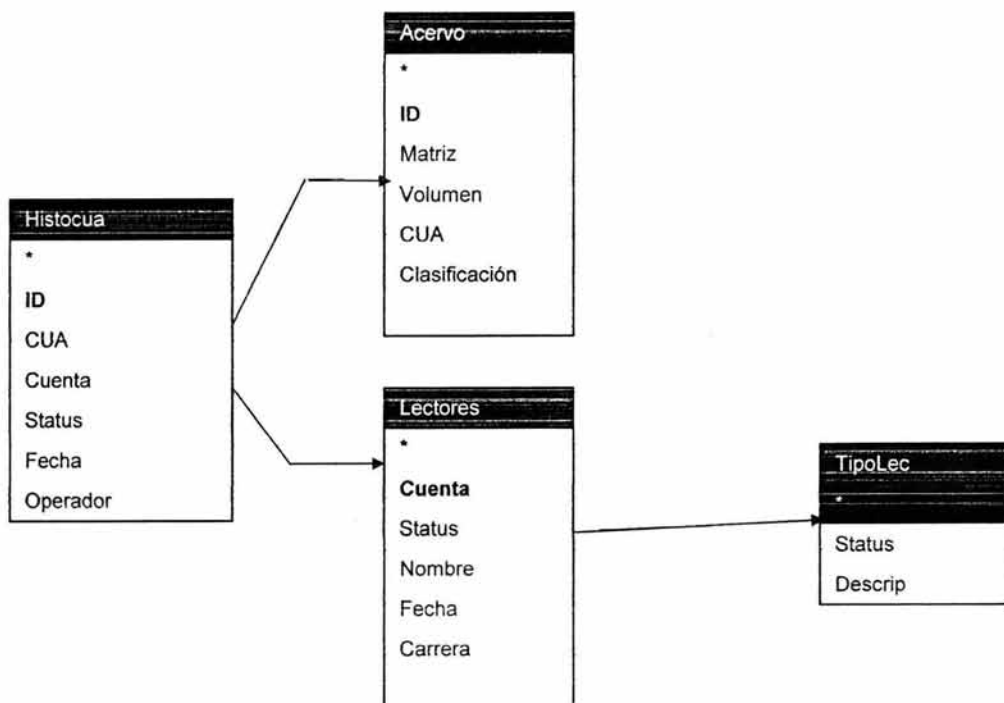 Acervo
*
ID
Matriz
Volumen
CUA
Clasificación
Histocua
*
ID
CUA
Cuenta
Status
Fecha
Operador
Lectores
*
Cuenta
Status
Nombre
Fecha
Carrera
TipoLec
*
Status
Descrip